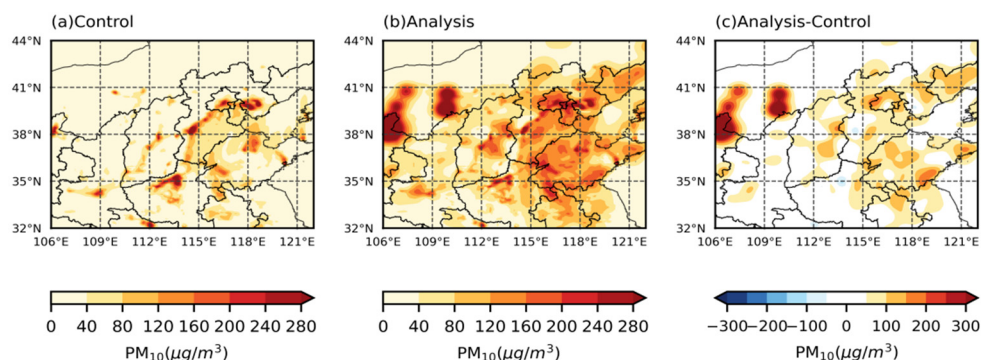 (a)Control
(b)Analysis
(c)Analysis-Control
44°N
41°N
38°N
35°N
32°N
106°E 109°E 112°E 115°E 118°E 121°E
44°N
41°N
38°N
35°N
32°N
106°E 109°E 112°E 115°E 118°E 121°E
44°N
41°N
38°N
35°N
32°N
106°E 109°E 112°E 115°E 118°E 121°E
0 40 80 120 160 200 240 280
PM₁₀(μg/m³)
0 40 80 120 160 200 240 280
PM₁₀(μg/m³)
−300−200−100 0 100 200 300
PM₁₀(μg/m³)